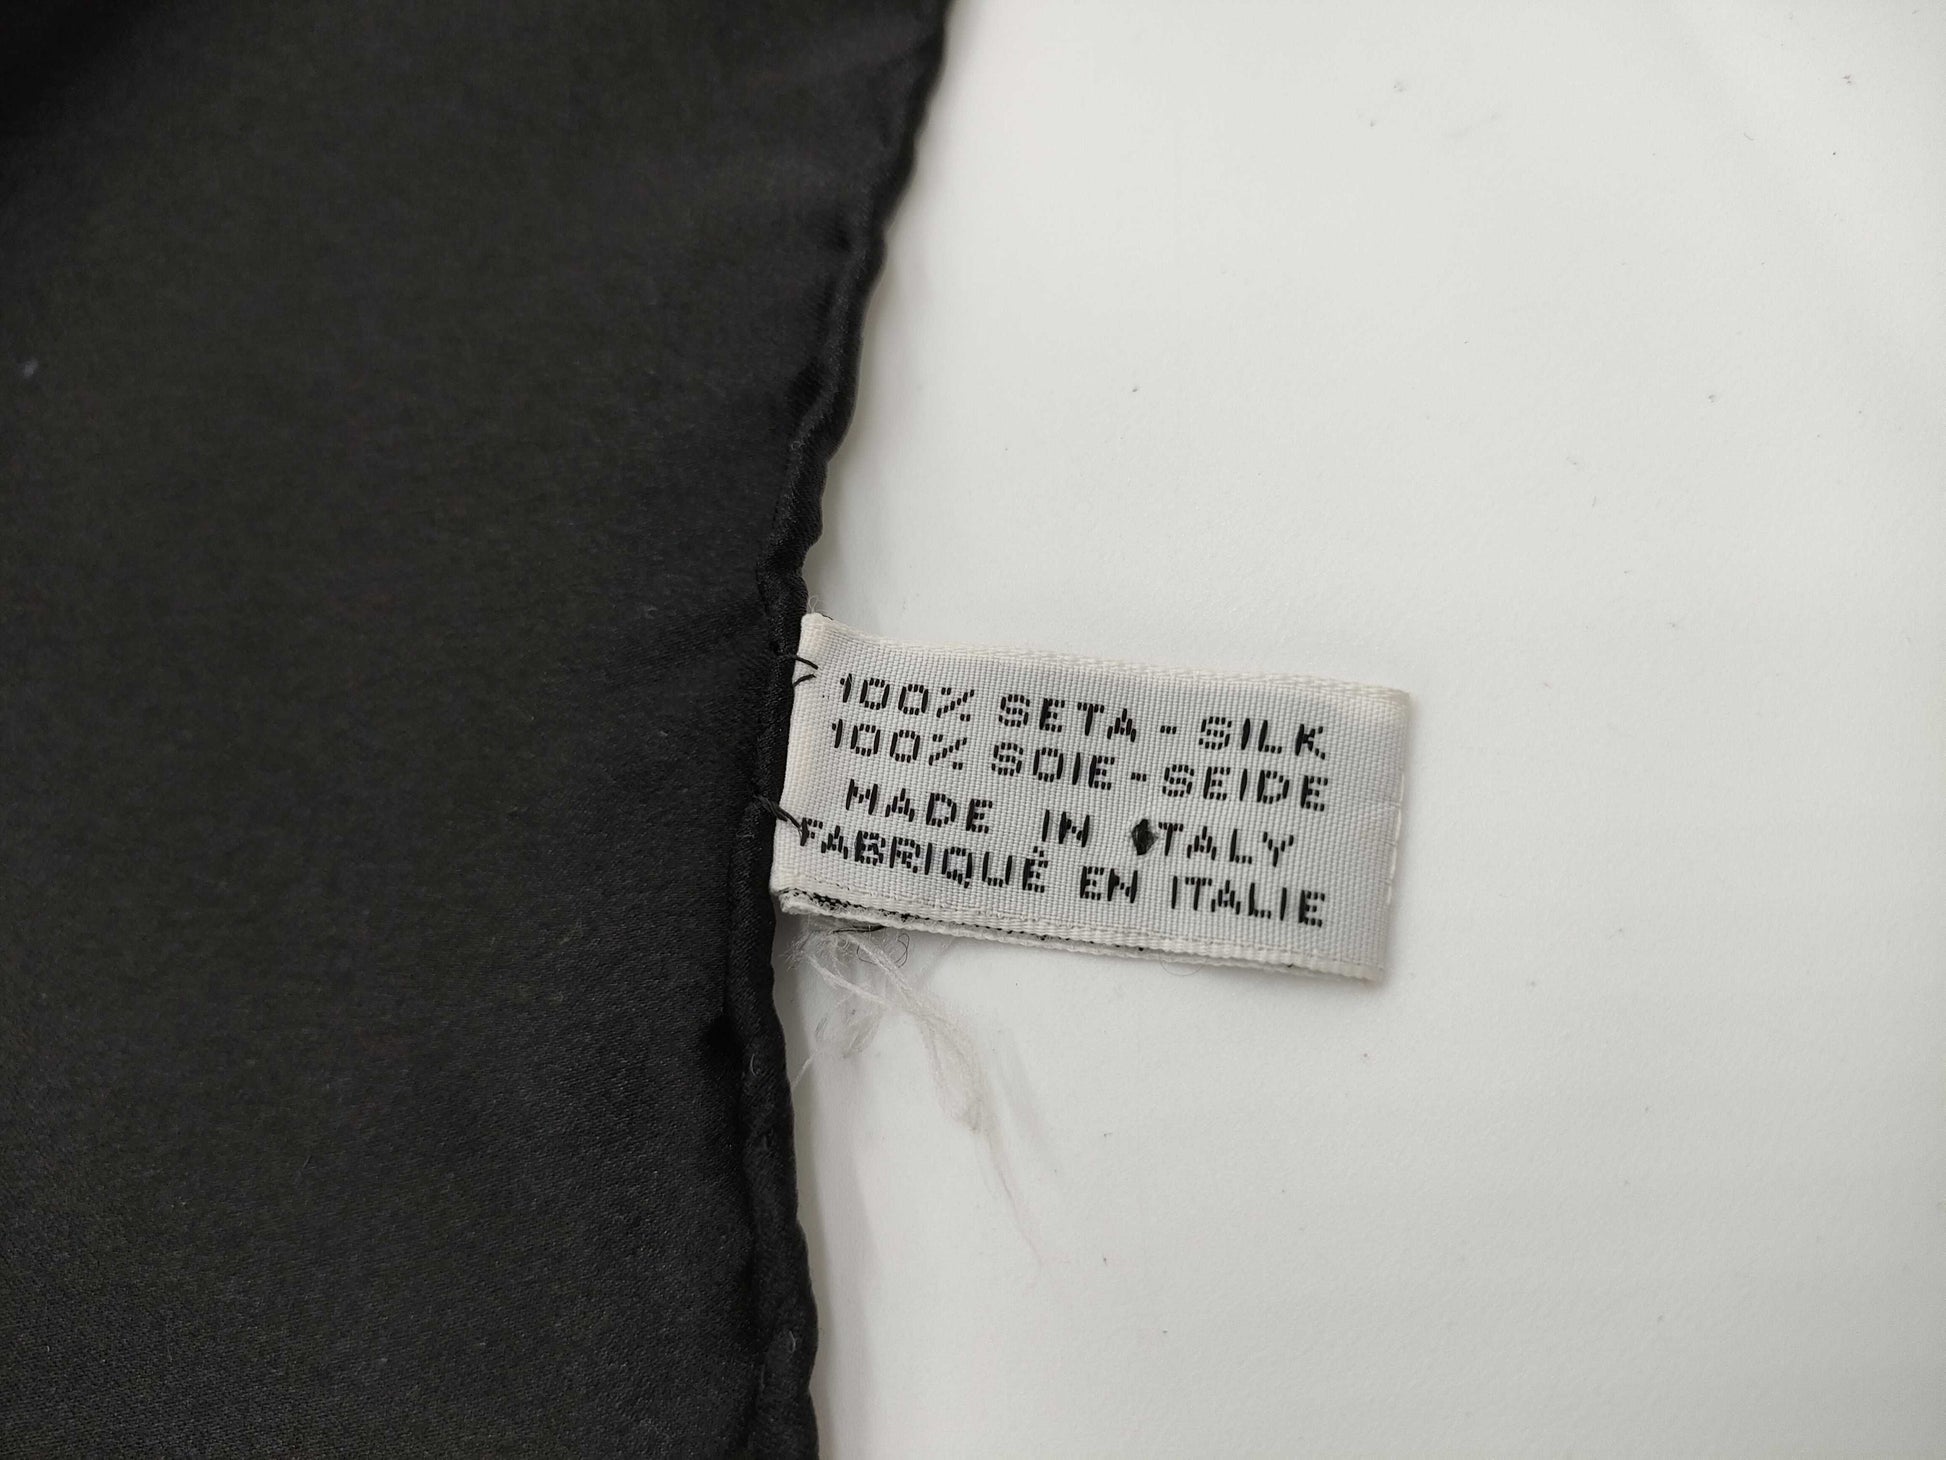 100% SETA - SILK
100% SOIE - SEIDE
MADE IN ITALY
FABRIQUÉ EN ITALIE